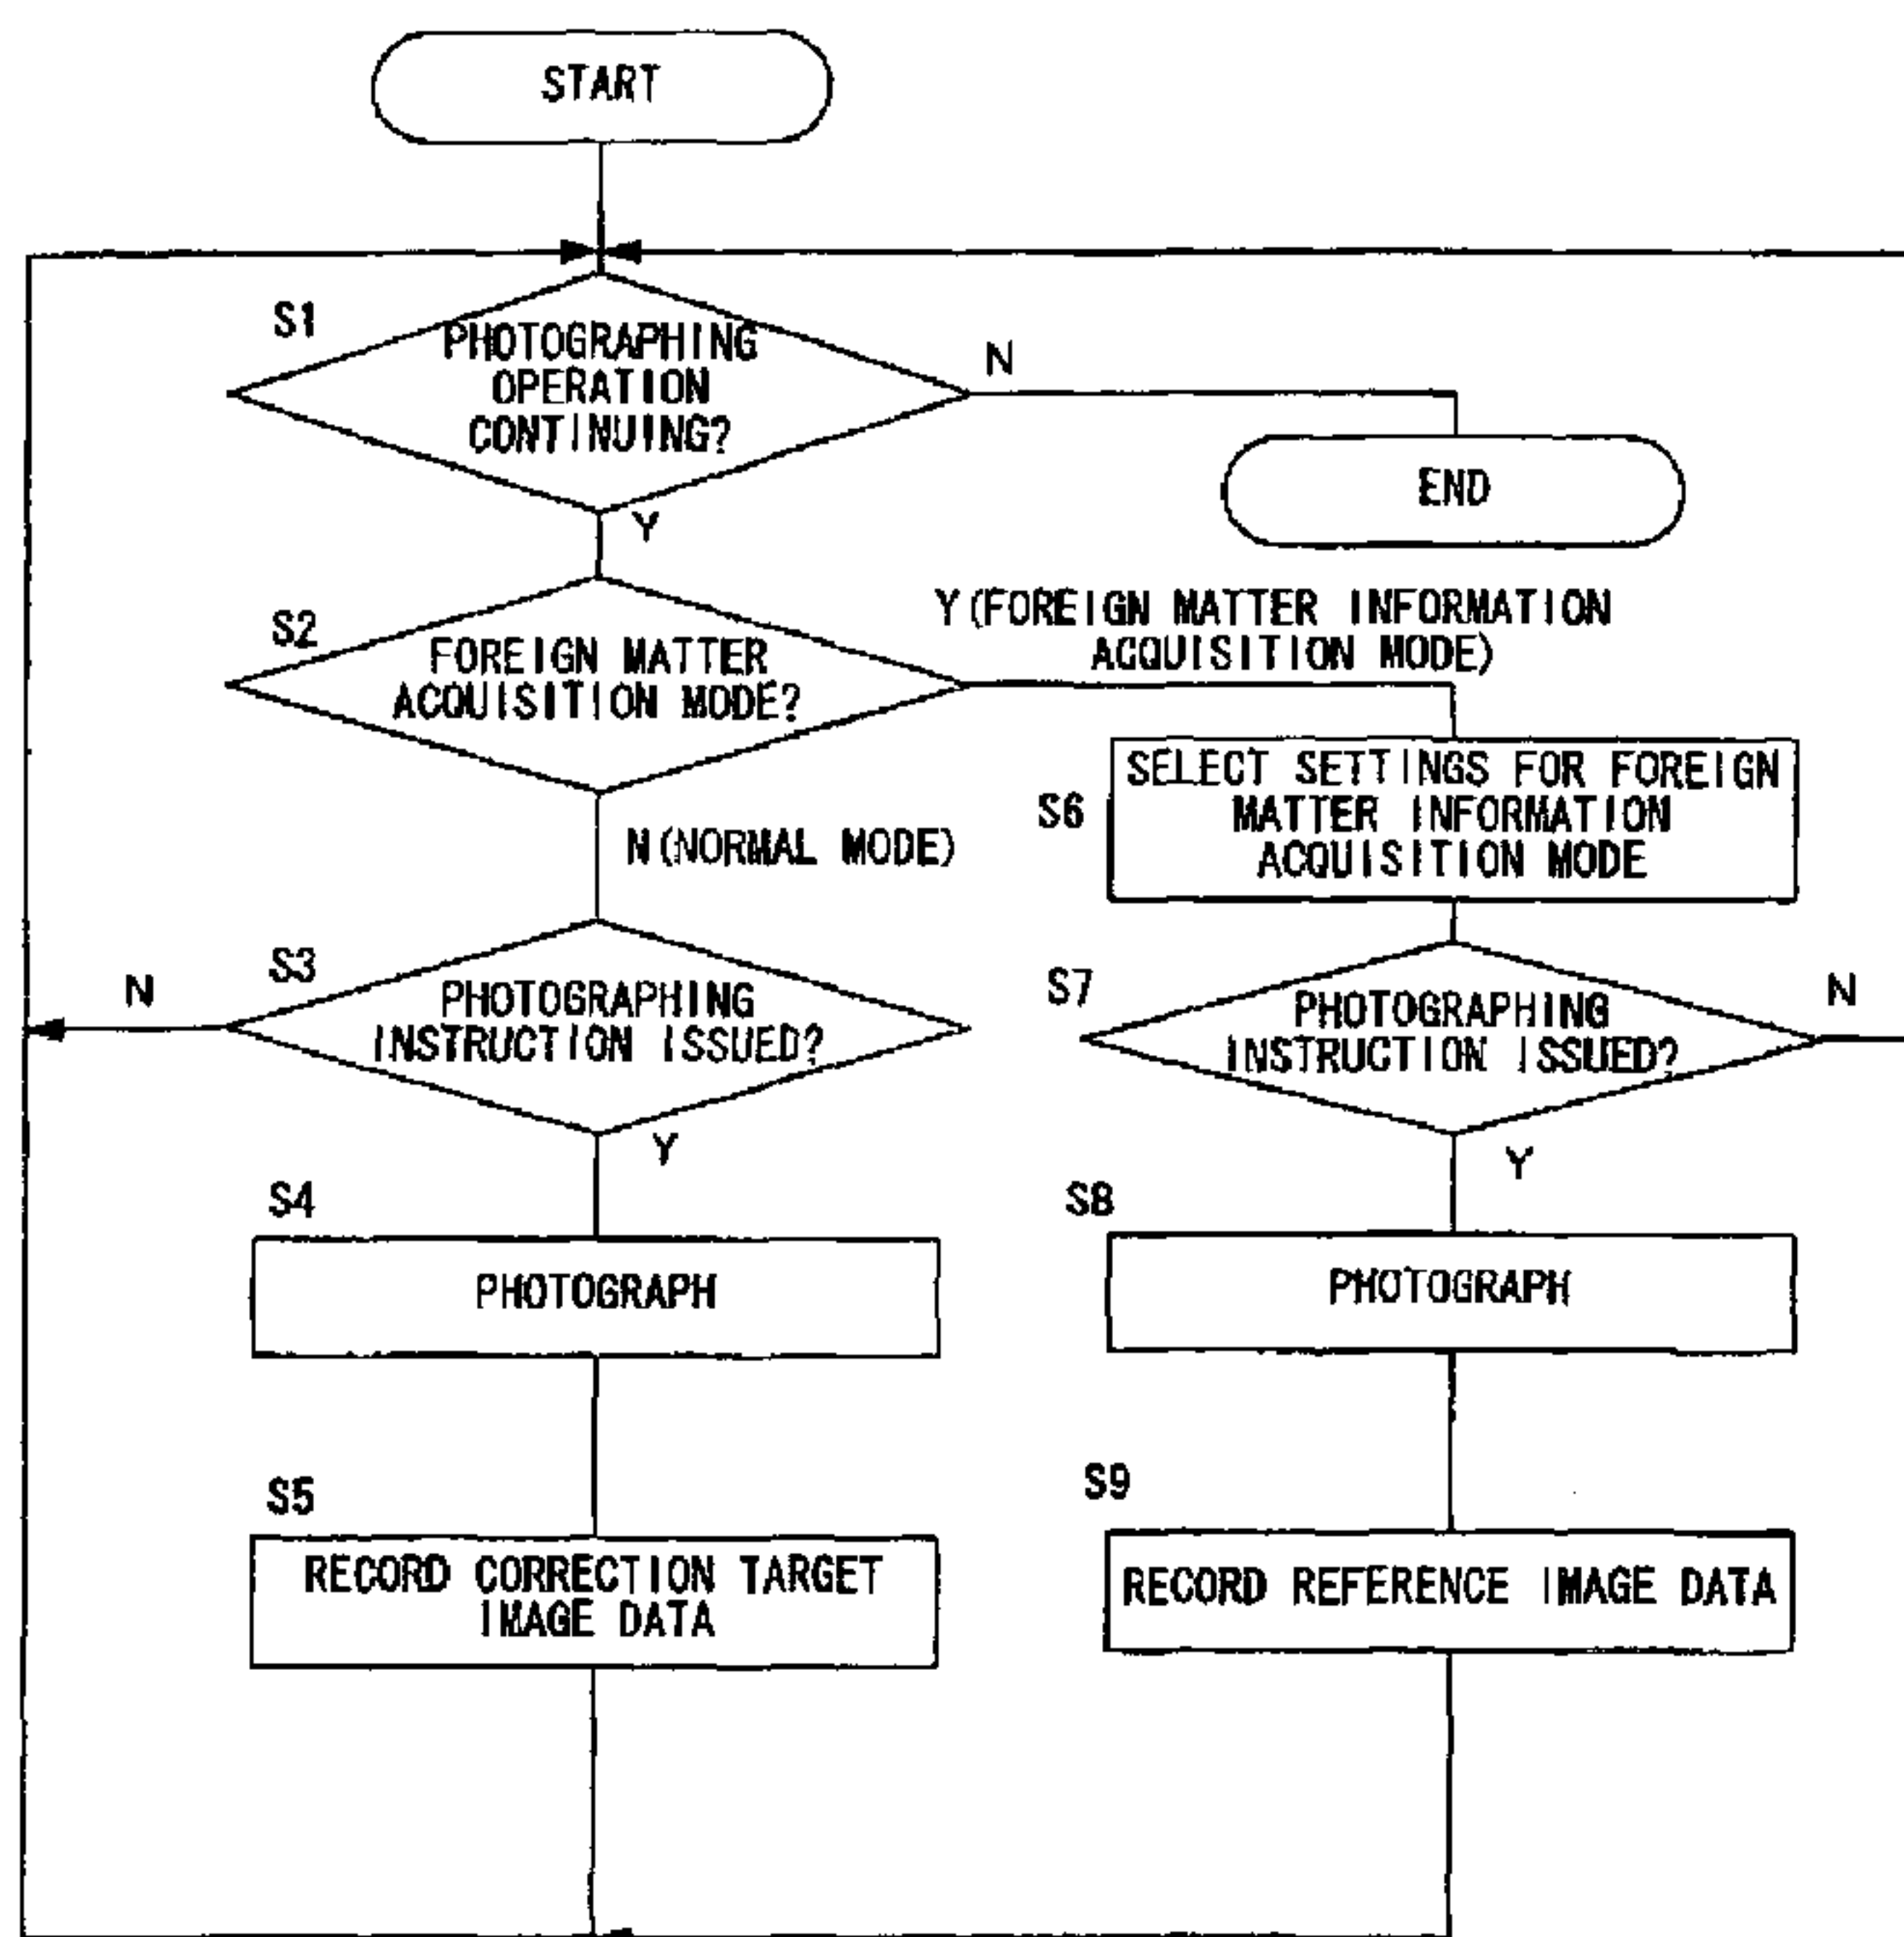 START
S1
PHOTOGRAPHING
OPERATION
CONTINUING?
N
END
Y
S2
FOREIGN MATTER
ACQUISITION MODE?
Y(FOREIGN MATTER INFORMATION
ACQUISITION MODE)
N(NORMAL MODE)
S6
SELECT SETTINGS FOR FOREIGN
MATTER INFORMATION
ACQUISITION MODE
S3
N
PHOTOGRAPHING
INSTRUCTION ISSUED?
Y
S7
PHOTOGRAPHING
INSTRUCTION ISSUED?
N
Y
S4
PHOTOGRAPH
S8
PHOTOGRAPH
S5
RECORD CORRECTION TARGET
IMAGE DATA
S9
RECORD REFERENCE IMAGE DATA